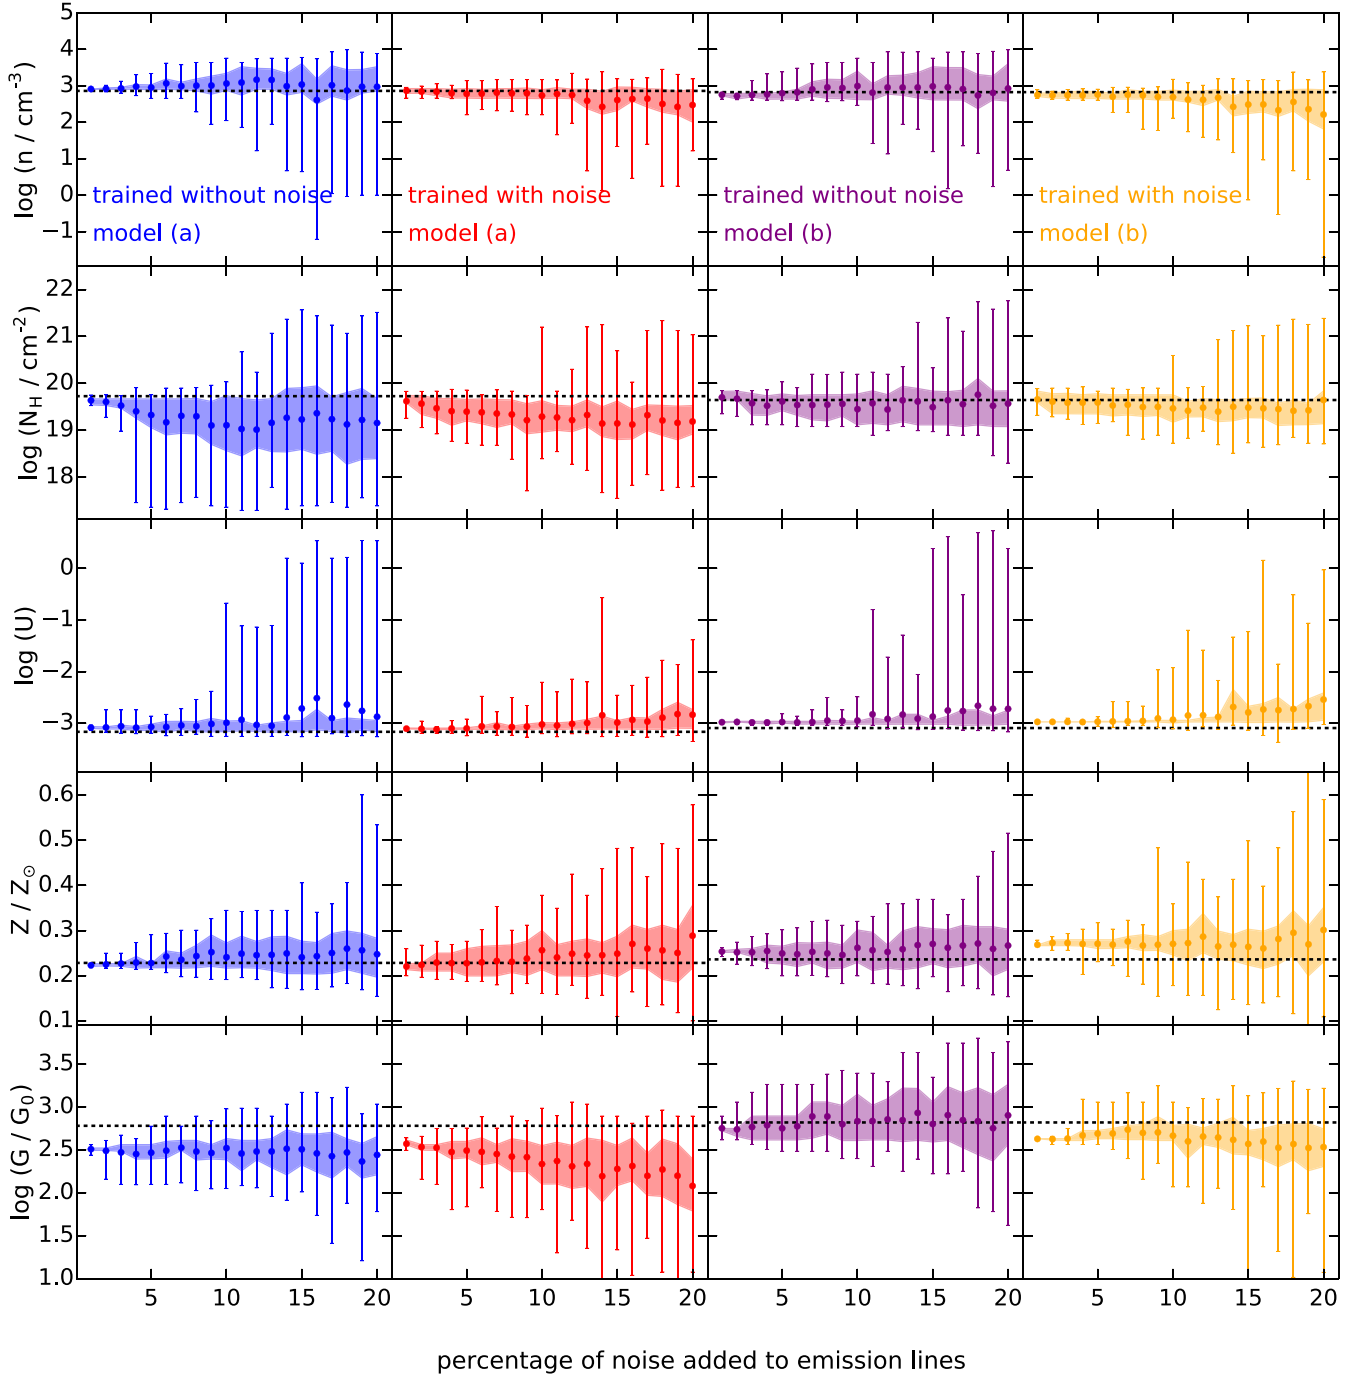 5
4
3
2
1
0
−1
log (n / cm⁻³)
trained without noise
model (a)
trained with noise
model (a)
trained without noise
model (b)
trained with noise
model (b)
22
21
20
19
18
log (N_H / cm⁻²)
0
−1
−2
−3
log (U)
0.6
0.5
0.4
0.3
0.2
0.1
Z / Z_⊙
3.5
3.0
2.5
2.0
1.5
1.0
log (G / G₀)
5 10 15 20 5 10 15 20 5 10 15 20 5 10 15 20
percentage of noise added to emission lines